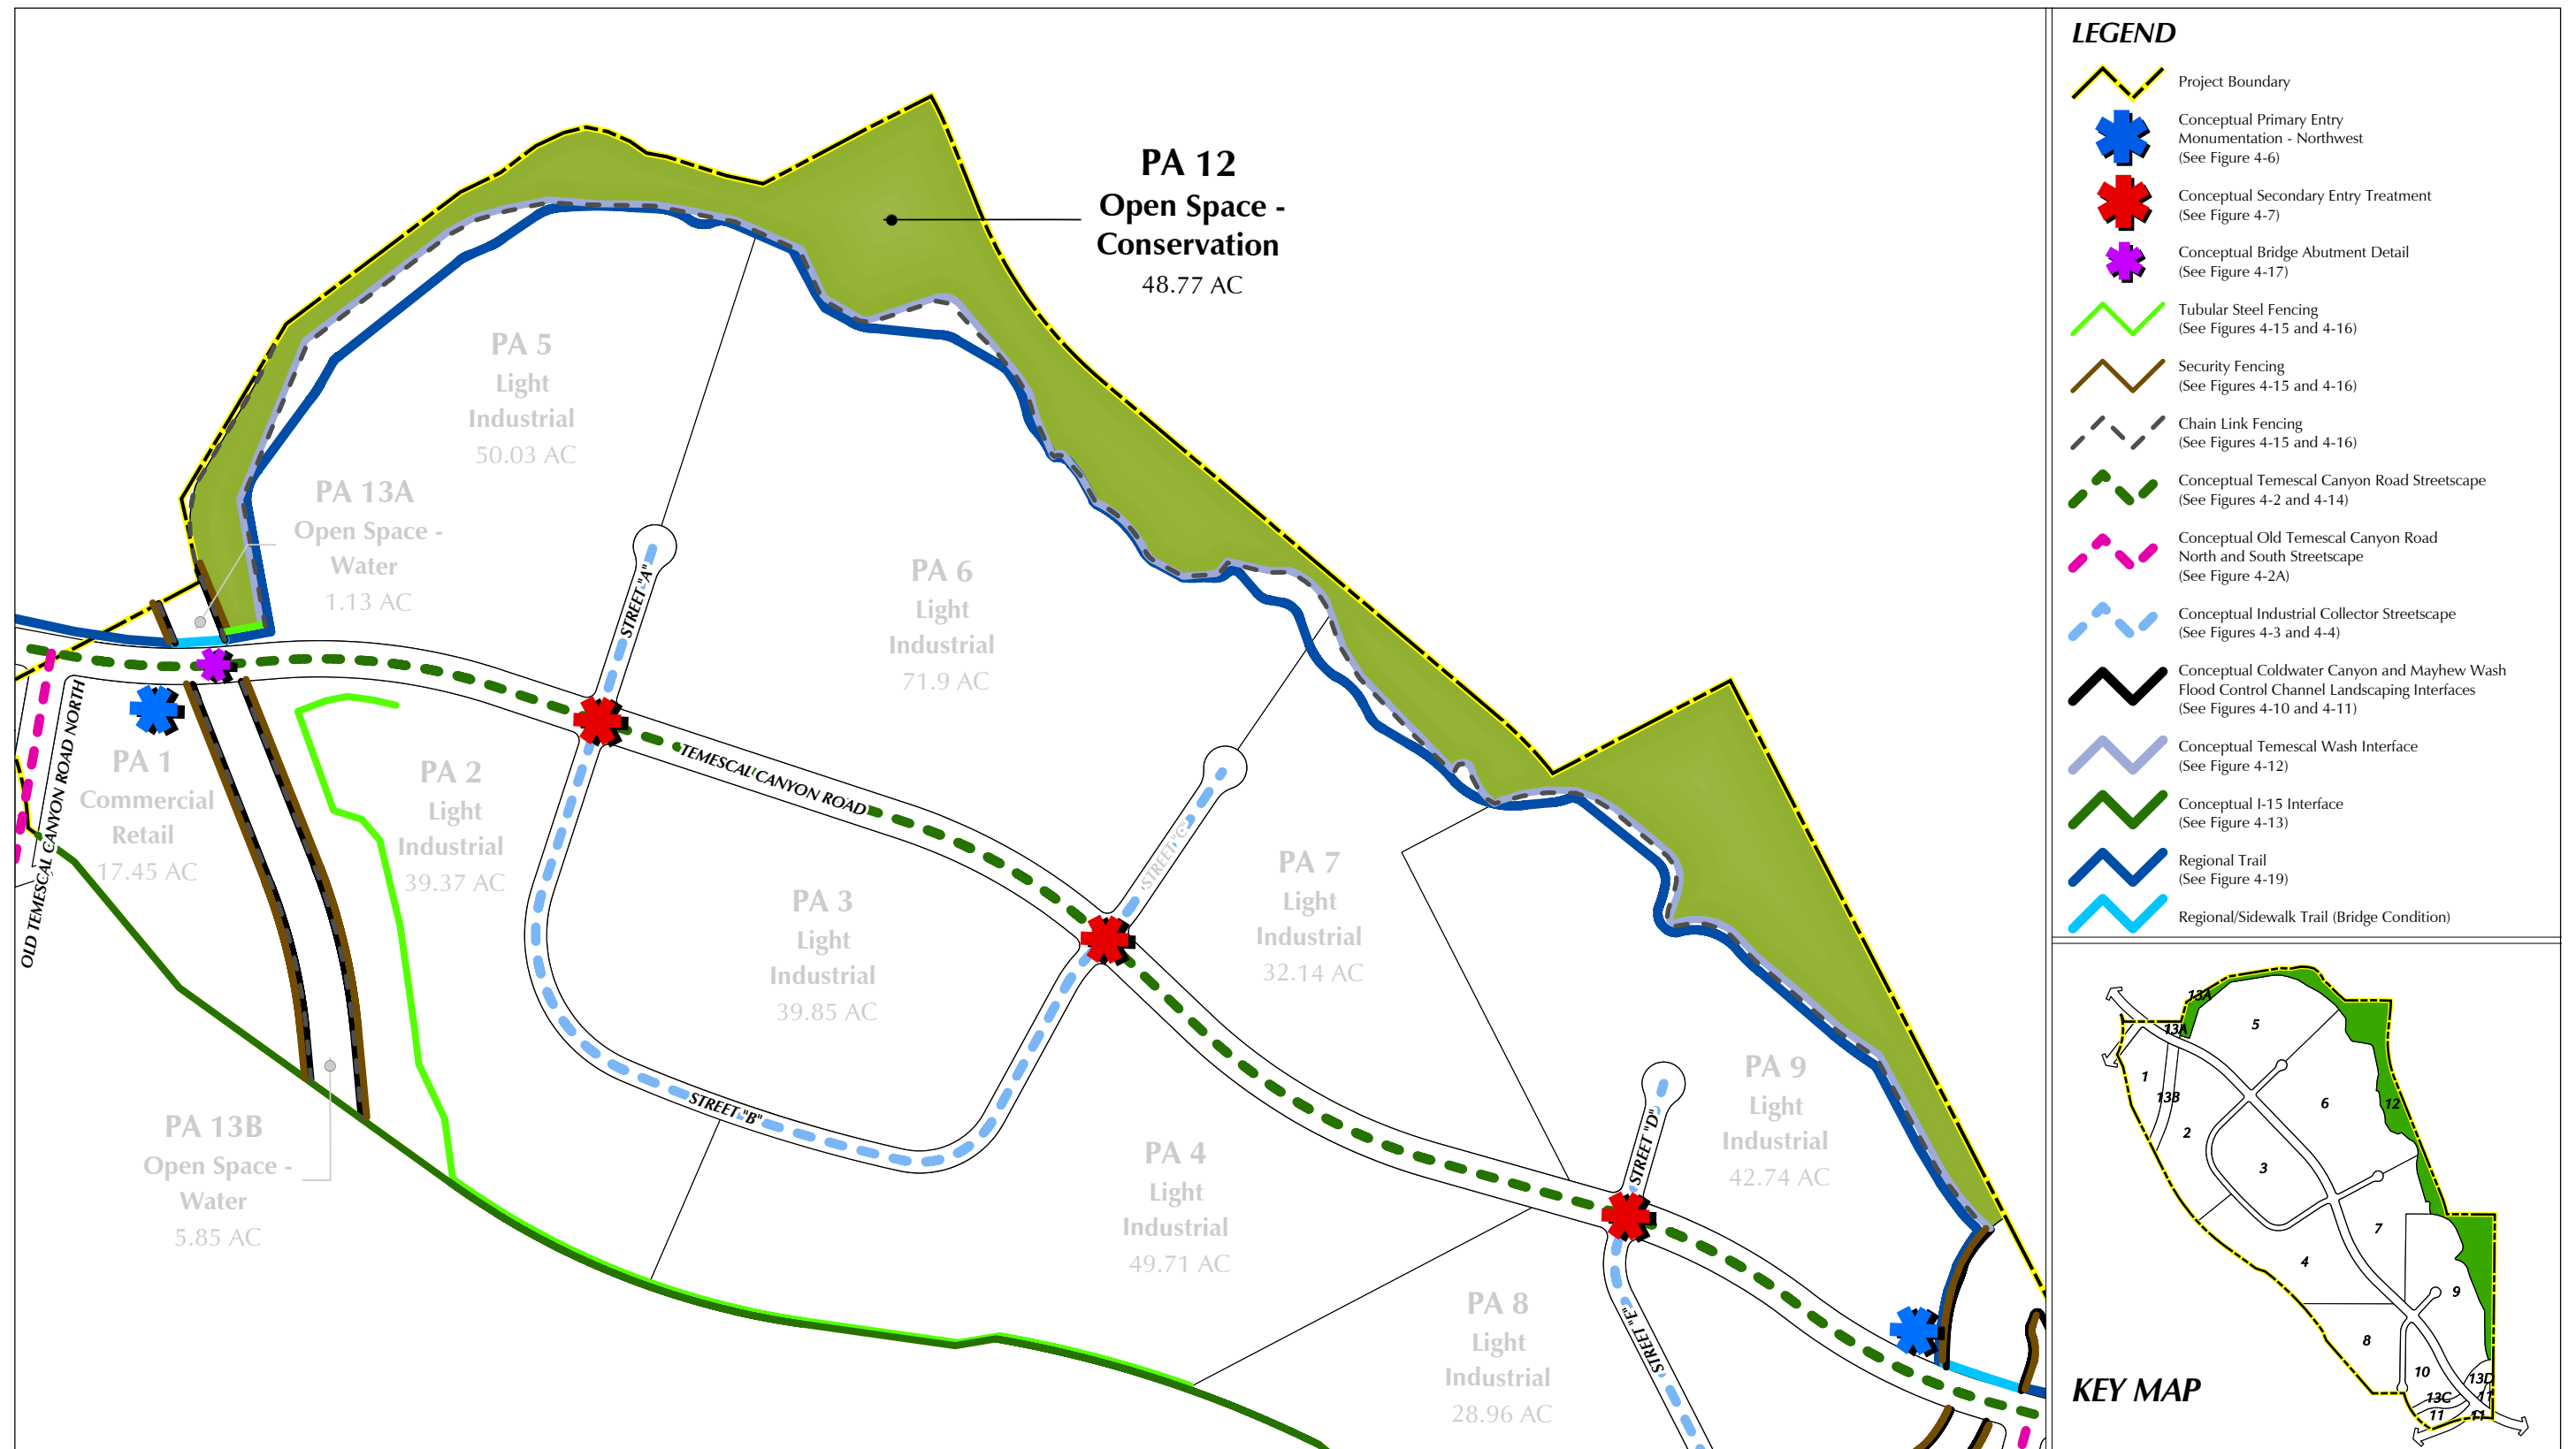 PA 12
Open Space -
Conservation
48.77 AC
PA 5
Light
Industrial
50.03 AC
PA 13A
Open Space -
Water
1.13 AC
PA 6
Light
Industrial
71.9 AC
STREET "A"
OLD TEMESCAL CANYON ROAD NORTH
PA 1
Commercial
Retail
17.45 AC
PA 2
Light
Industrial
39.37 AC
TEMESCAL CANYON ROAD
STREET "C"
PA 3
Light
Industrial
39.85 AC
PA 7
Light
Industrial
32.14 AC
STREET "B"
PA 13B
Open Space -
Water
5.85 AC
PA 4
Light
Industrial
49.71 AC
STREET "D"
PA 9
Light
Industrial
42.74 AC
STREET "E"
PA 8
Light
Industrial
28.96 AC
LEGEND
Project Boundary
Conceptual Primary Entry
Monumentation - Northwest
(See Figure 4-6)
Conceptual Secondary Entry Treatment
(See Figure 4-7)
Conceptual Bridge Abutment Detail
(See Figure 4-17)
Tubular Steel Fencing
(See Figures 4-15 and 4-16)
Security Fencing
(See Figures 4-15 and 4-16)
Chain Link Fencing
(See Figures 4-15 and 4-16)
Conceptual Temescal Canyon Road Streetscape
(See Figures 4-2 and 4-14)
Conceptual Old Temescal Canyon Road
North and South Streetscape
(See Figure 4-2A)
Conceptual Industrial Collector Streetscape
(See Figures 4-3 and 4-4)
Conceptual Coldwater Canyon and Mayhew Wash
Flood Control Channel Landscaping Interfaces
(See Figures 4-10 and 4-11)
Conceptual Temescal Wash Interface
(See Figure 4-12)
Conceptual I-15 Interface
(See Figure 4-13)
Regional Trail
(See Figure 4-19)
Regional/Sidewalk Trail (Bridge Condition)
13A
13A
5
1
13B
12
6
2
3
7
4
9
8
10
13D
13C
11
11
11
KEY MAP